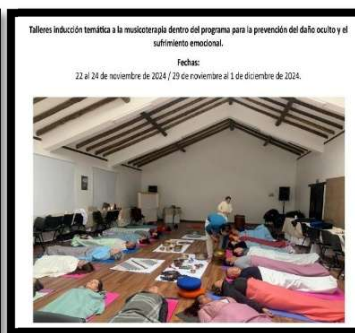 Talleres inducción temática a la musicoterapia dentro del programa para la prevención del daño oculto y el
sufrimiento emocional.
Fechas:
22 al 24 de noviembre de 2024 / 29 de noviembre al 1 de diciembre de 2024.